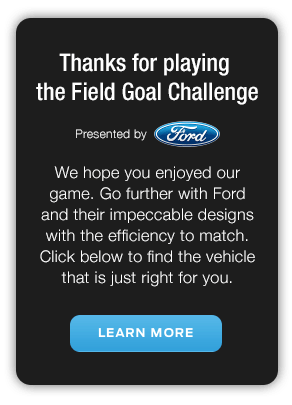 Thanks for playing
the Field Goal Challenge
Presented by Ford
We hope you enjoyed our
game. Go further with Ford
and their impeccable designs
with the efficiency to match.
Click below to find the vehicle
that is just right for you.
LEARN MORE